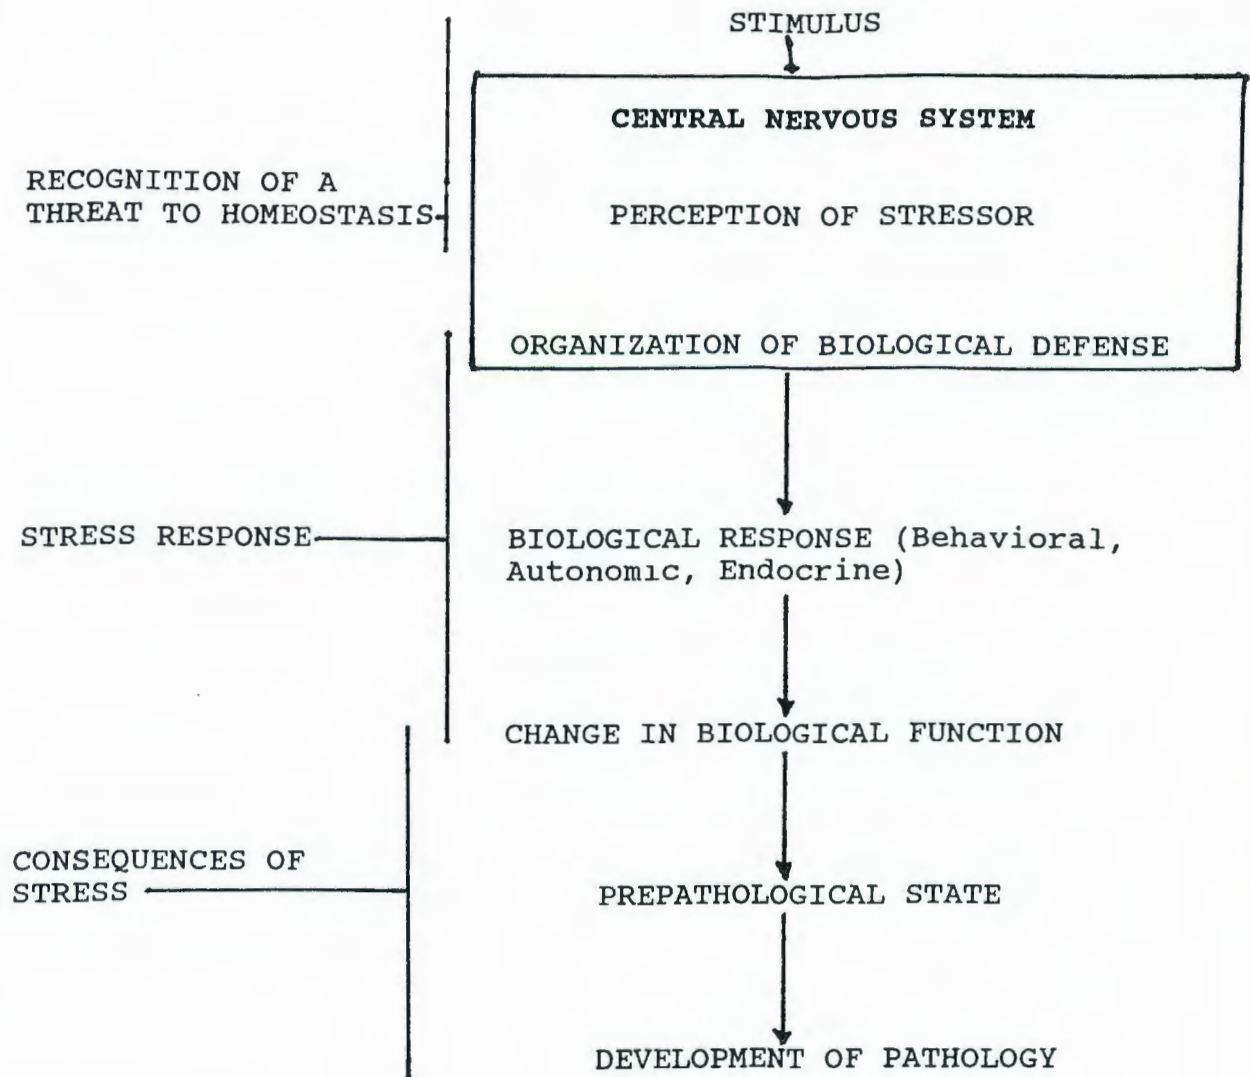 STIMULUS
CENTRAL NERVOUS SYSTEM
RECOGNITION OF A
THREAT TO HOMEOSTASIS
PERCEPTION OF STRESSOR
ORGANIZATION OF BIOLOGICAL DEFENSE
STRESS RESPONSE
BIOLOGICAL RESPONSE (Behavioral,
Autonomic, Endocrine)
CHANGE IN BIOLOGICAL FUNCTION
CONSEQUENCES OF
STRESS
PREPATHOLOGICAL STATE
DEVELOPMENT OF PATHOLOGY